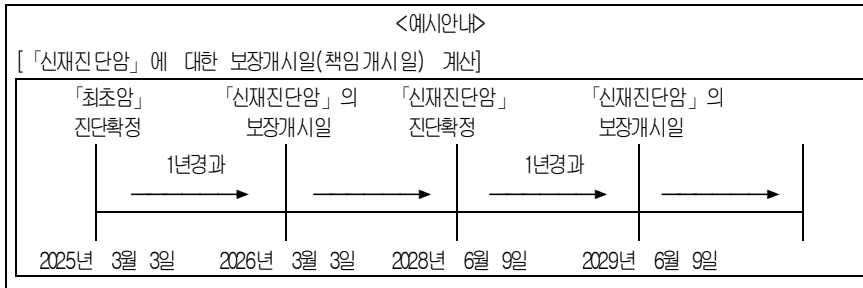 <예시안내>
[「신재진단암」에 대한 보장개시일(책임개시일) 계산]
「최초암」 「신재진단암」의 「신재진단암」 「신재진단암」의
진단확정 보장개시일 진단확정 보장개시일
1년경과 1년경과
2025년 3월 3일 2026년 3월 3일 2028년 6월 9일 2029년 6월 9일